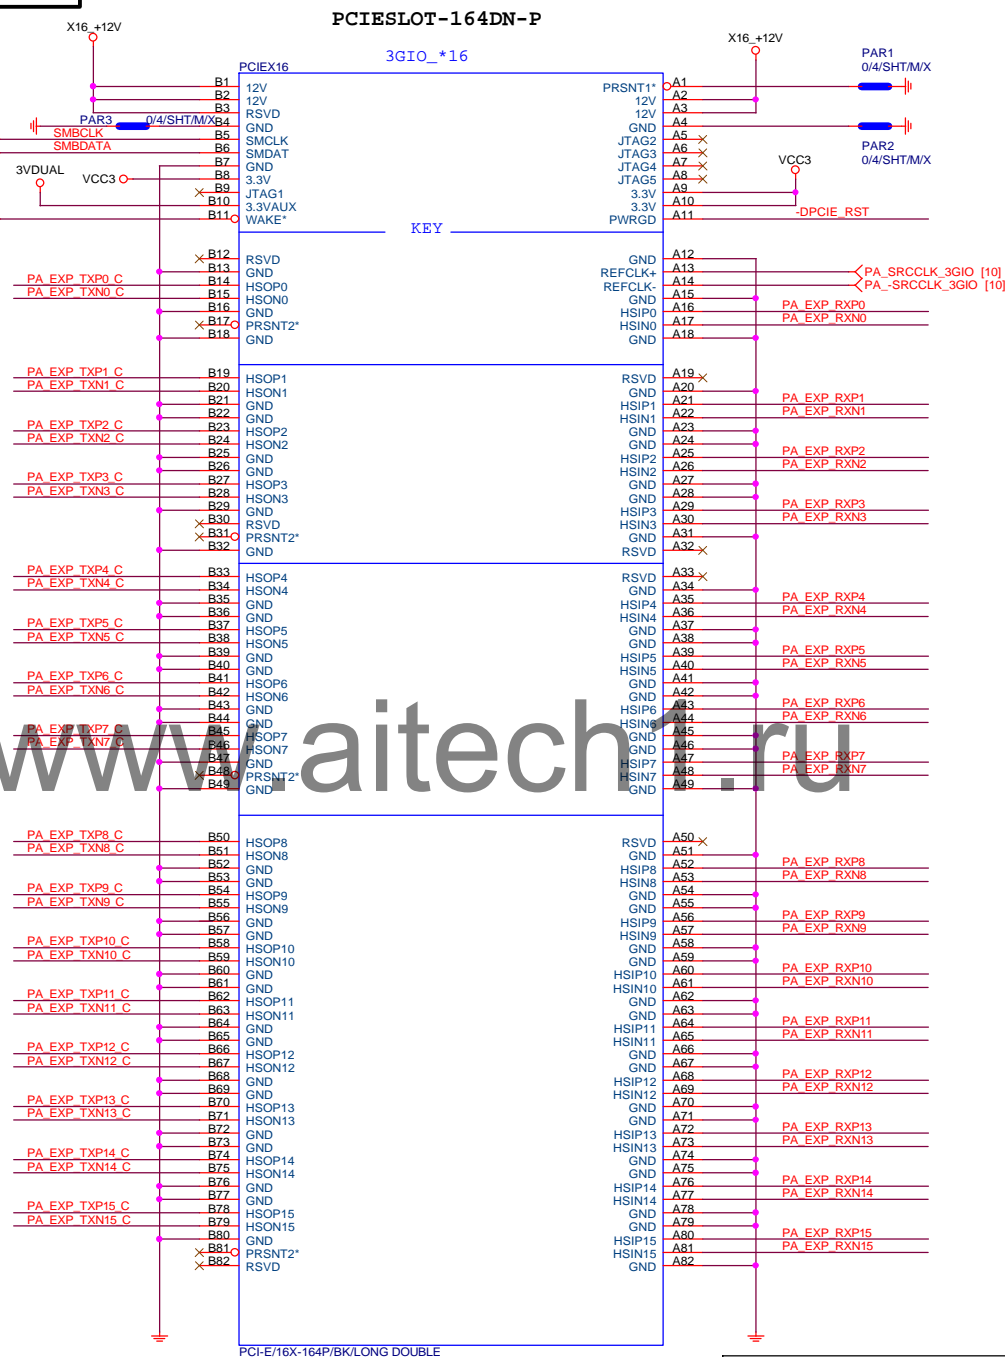 PCIESLOT-164DN-P
X16_+12V
X16_+12V
3GIO_*16
PCIEX16
PAR1
0/4/SHT/M/X
B1 12V PRSNT1* A1
B2 12V 12V A2
B3 RSVD 12V A3
PAR3 0/4/SHT/M/X B4 GND GND A4
SMBCLK B5 SMCLK JTAG2 A5
PAR2
0/4/SHT/M/X
SMBDATA B6 SMDAT JTAG3 A6
B7 GND JTAG4 A7
3VDUAL VCC3 B8 3.3V JTAG5 A8 VCC3
B9 JTAG1 3.3V A9
B10 3.3VAUX 3.3V A10
B11 WAKE* PWRGD A11 -DPCIE_RST
KEY
B12 RSVD GND A12
B13 GND REFCLK+ A13 PA_SRCCLK_3GIO [10]
PA_EXP_TXP0_C B14 HSOP0 REFCLK- A14 PA_-SRCCLK_3GIO [10]
PA_EXP_TXN0_C B15 HSON0 GND A15
B16 GND HSIP0 A16 PA_EXP_RXP0
B17 PRSNT2* HSIN0 A17 PA_EXP_RXN0
B18 GND GND A18
PA_EXP_TXP1_C B19 HSOP1 RSVD A19
PA_EXP_TXN1_C B20 HSON1 GND A20
B21 GND HSIP1 A21 PA_EXP_RXP1
B22 GND HSIN1 A22 PA_EXP_RXN1
PA_EXP_TXP2_C B23 HSOP2 GND A23
PA_EXP_TXN2_C B24 HSON2 GND A24
B25 GND HSIP2 A25 PA_EXP_RXP2
B26 GND HSIN2 A26 PA_EXP_RXN2
PA_EXP_TXP3_C B27 HSOP3 GND A27
PA_EXP_TXN3_C B28 HSON3 GND A28
B29 GND HSIP3 A29 PA_EXP_RXP3
B30 RSVD HSIN3 A30 PA_EXP_RXN3
B31 PRSNT2* GND A31
B32 GND RSVD A32
PA_EXP_TXP4_C B33 HSOP4 RSVD A33
PA_EXP_TXN4_C B34 HSON4 GND A34
B35 GND HSIP4 A35 PA_EXP_RXP4
B36 GND HSIN4 A36 PA_EXP_RXN4
PA_EXP_TXP5_C B37 HSOP5 GND A37
PA_EXP_TXN5_C B38 HSON5 GND A38
B39 GND HSIP5 A39 PA_EXP_RXP5
B40 GND HSIN5 A40 PA_EXP_RXN5
PA_EXP_TXP6_C B41 HSOP6 GND A41
PA_EXP_TXN6_C B42 HSON6 GND A42
B43 GND HSIP6 A43 PA_EXP_RXP6
B44 GND HSIN6 A44 PA_EXP_RXN6
PA_EXP_TXP7_C B45 HSOP7 GND A45
PA_EXP_TXN7_C B46 HSON7 GND A46
B47 GND HSIP7 A47 PA_EXP_RXP7
B48 PRSNT2* HSIN7 A48 PA_EXP_RXN7
B49 GND GND A49
www.aitech1.ru
PA_EXP_TXP8_C B50 HSOP8 RSVD A50
PA_EXP_TXN8_C B51 HSON8 GND A51
B52 GND HSIP8 A52 PA_EXP_RXP8
B53 GND HSIN8 A53 PA_EXP_RXN8
PA_EXP_TXP9_C B54 HSOP9 GND A54
PA_EXP_TXN9_C B55 HSON9 GND A55
B56 GND HSIP9 A56 PA_EXP_RXP9
B57 GND HSIN9 A57 PA_EXP_RXN9
PA_EXP_TXP10_C B58 HSOP10 GND A58
PA_EXP_TXN10_C B59 HSON10 GND A59
B60 GND HSIP10 A60 PA_EXP_RXP10
B61 GND HSIN10 A61 PA_EXP_RXN10
PA_EXP_TXP11_C B62 HSOP11 GND A62
PA_EXP_TXN11_C B63 HSON11 GND A63
B64 GND HSIP11 A64 PA_EXP_RXP11
B65 GND HSIN11 A65 PA_EXP_RXN11
PA_EXP_TXP12_C B66 HSOP12 GND A66
PA_EXP_TXN12_C B67 HSON12 GND A67
B68 GND HSIP12 A68 PA_EXP_RXP12
B69 GND HSIN12 A69 PA_EXP_RXN12
PA_EXP_TXP13_C B70 HSOP13 GND A70
PA_EXP_TXN13_C B71 HSON13 GND A71
B72 GND HSIP13 A72 PA_EXP_RXP13
B73 GND HSIN13 A73 PA_EXP_RXN13
PA_EXP_TXP14_C B74 HSOP14 GND A74
PA_EXP_TXN14_C B75 HSON14 GND A75
B76 GND HSIP14 A76 PA_EXP_RXP14
B77 GND HSIN14 A77 PA_EXP_RXN14
PA_EXP_TXP15_C B78 HSOP15 GND A78
PA_EXP_TXN15_C B79 HSON15 GND A79
B80 GND HSIP15 A80 PA_EXP_RXP15
B81 PRSNT2* HSIN15 A81 PA_EXP_RXN15
B82 RSVD GND A82
PCI-E/16X-164P/BK/LONG DOUBLE